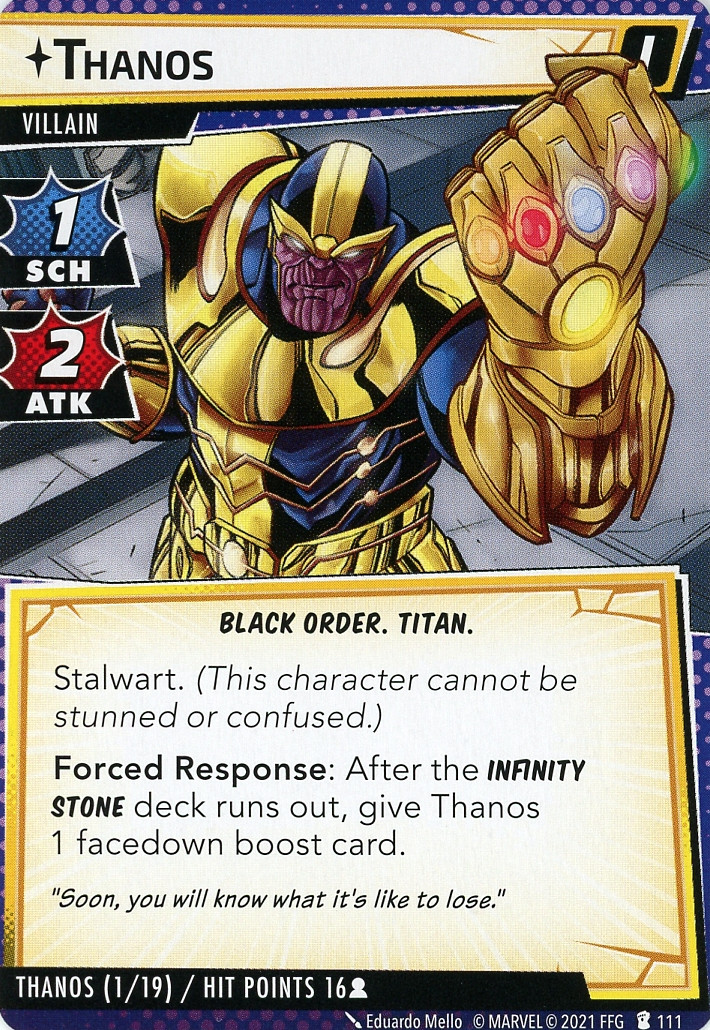 THANOS
I
VILLAIN
1
SCH
2
ATK
BLACK ORDER. TITAN.
Stalwart. (This character cannot be
stunned or confused.)
Forced Response: After the INFINITY
STONE deck runs out, give Thanos
1 facedown boost card.
"Soon, you will know what it's like to lose."
THANOS (1/19) / HIT POINTS 16
Eduardo Mello © MARVEL © 2021 FFG 111